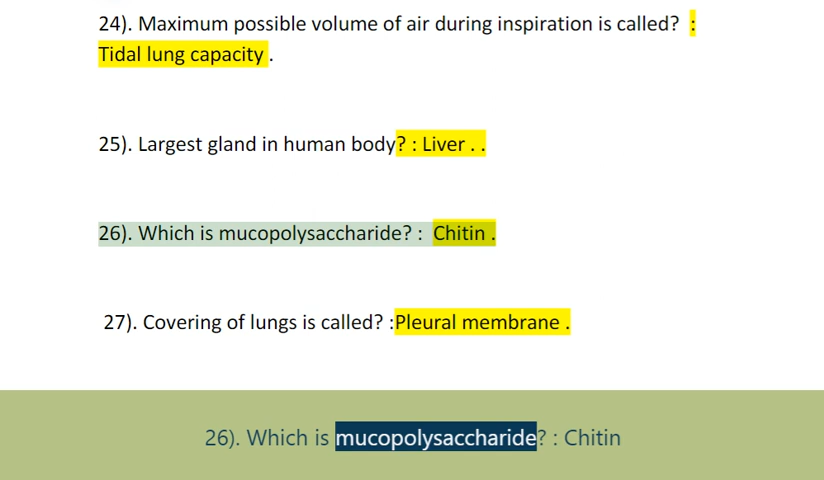 24). Maximum possible volume of air during inspiration is called? :
Tidal lung capacity .
25). Largest gland in human body? : Liver . .
26). Which is mucopolysaccharide? : Chitin .
27). Covering of lungs is called? :Pleural membrane .
26). Which is mucopolysaccharide? : Chitin